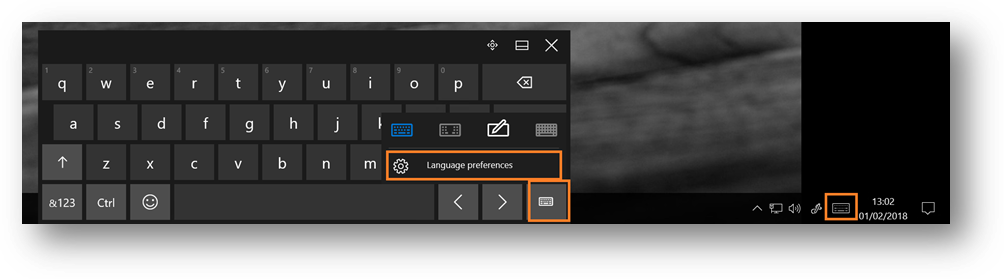 1 2 3 4 5 6 7 8 9 0
q w e r t y u i o p
a s d f g h j k
z x c v b n m
Language preferences
&123 Ctrl
13:02
01/02/2018